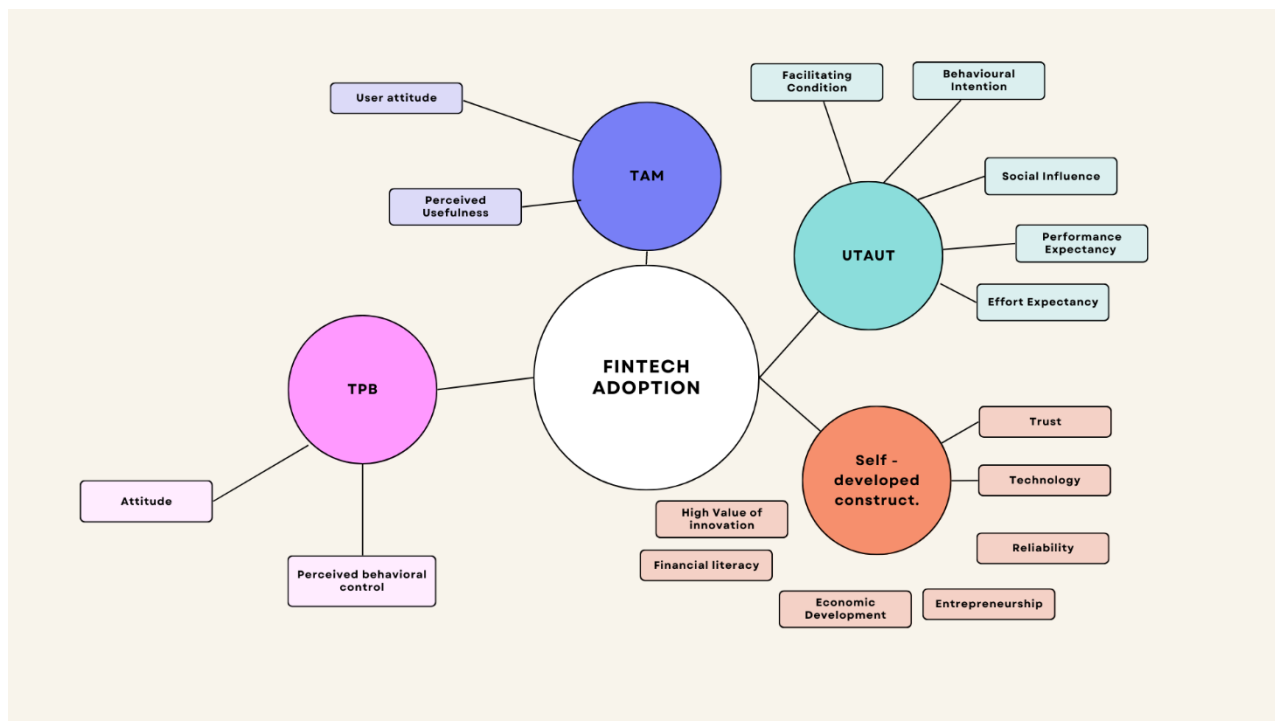 User attitude
Perceived
Usefulness
TAM
Facilitating
Condition
Behavioural
Intention
Social Influence
Performance
Expectancy
Effort Expectancy
UTAUT
FINTECH
ADOPTION
TPB
Attitude
Perceived behavioral
control
Self -
developed
construct.
Trust
Technology
Reliability
Entrepreneurship
Economic
Development
Financial literacy
High Value of
innovation